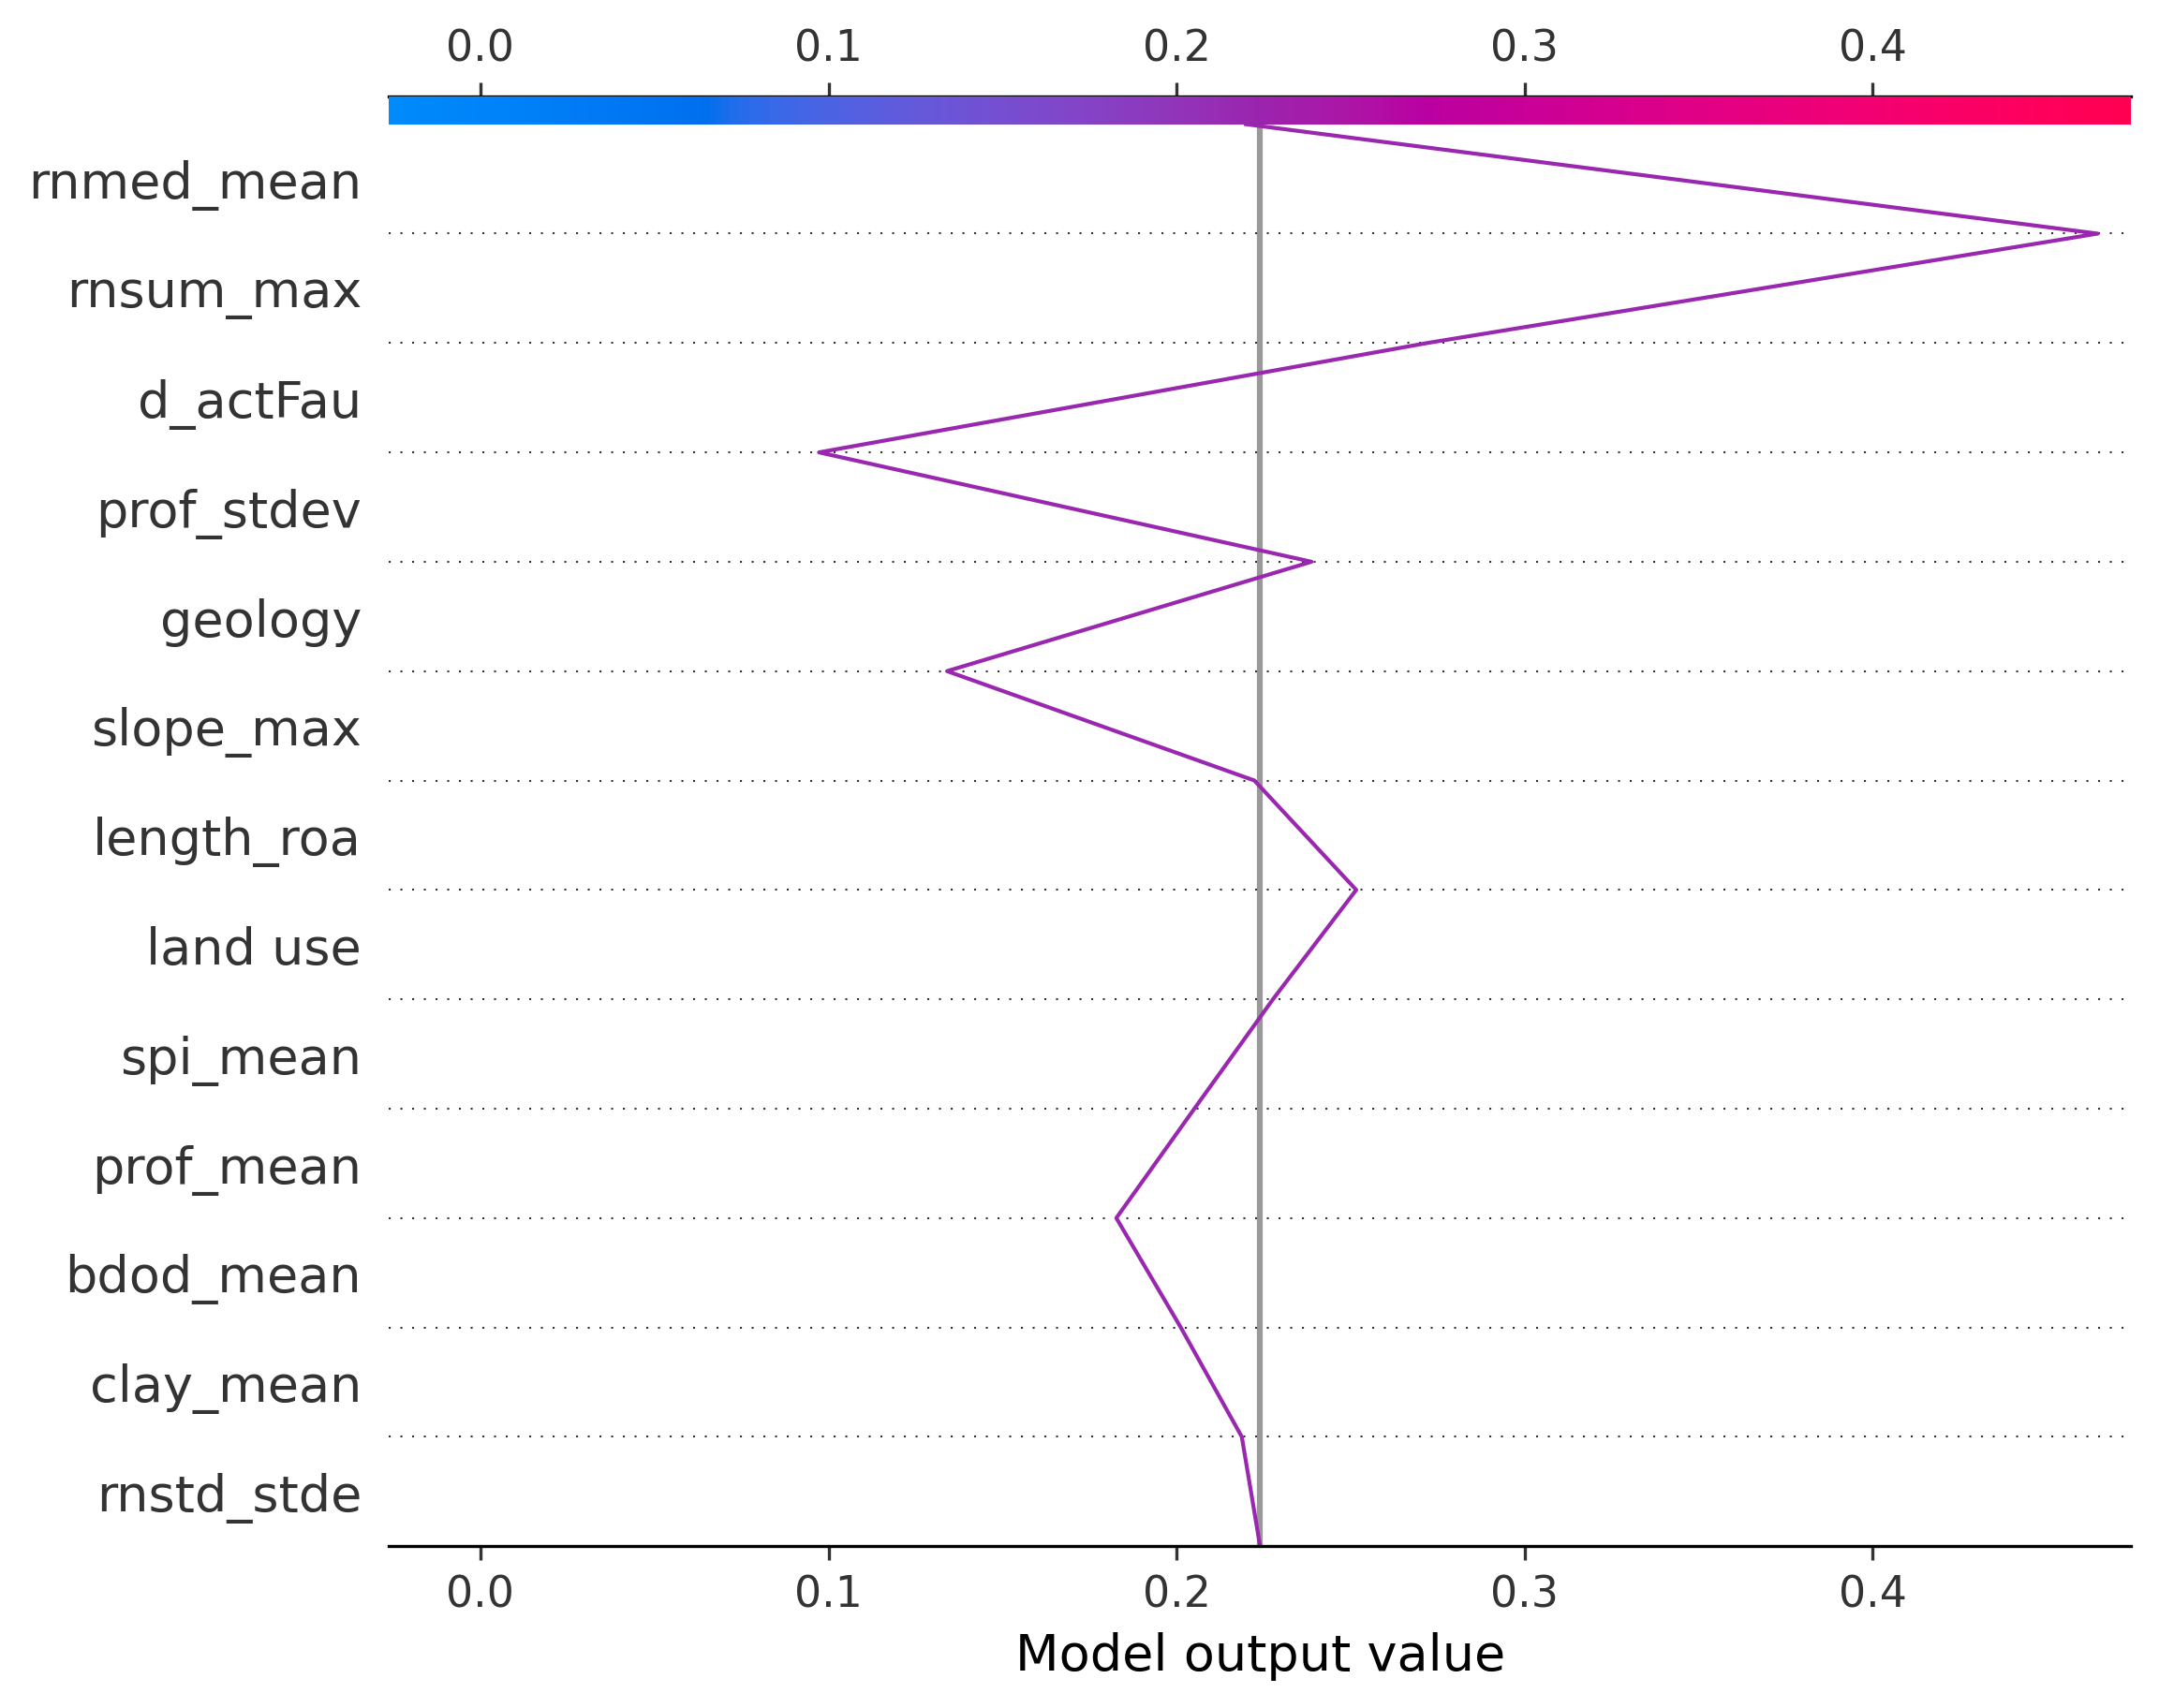 0.0 0.1 0.2 0.3 0.4
rnmed_mean
rnsum_max
d_actFau
prof_stdev
geology
slope_max
length_roa
land use
spi_mean
prof_mean
bdod_mean
clay_mean
rnstd_stde
0.0 0.1 0.2 0.3 0.4
Model output value